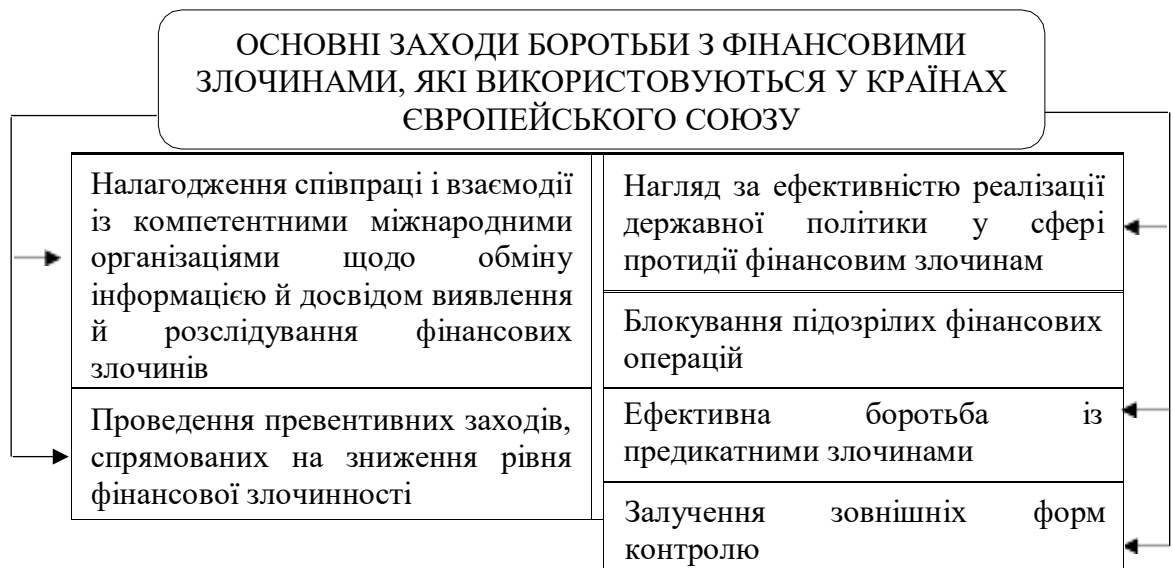 ОСНОВНІ ЗАХОДИ БОРОТЬБИ З ФІНАНСОВИМИ
ЗЛОЧИНАМИ, ЯКІ ВИКОРИСТОВУЮТЬСЯ У КРАЇНАХ
ЄВРОПЕЙСЬКОГО СОЮЗУ
Налагодження співпраці і взаємодії
із компетентними міжнародними
організаціями щодо обміну
інформацією й досвідом виявлення
й розслідування фінансових
злочинів
Проведення превентивних заходів,
спрямованих на зниження рівня
фінансової злочинності
Нагляд за ефективністю реалізації
державної політики у сфері
протидії фінансовим злочинам
Блокування підозрілих фінансових
операцій
Ефективна боротьба із
предикатними злочинами
Залучення зовнішніх форм
контролю